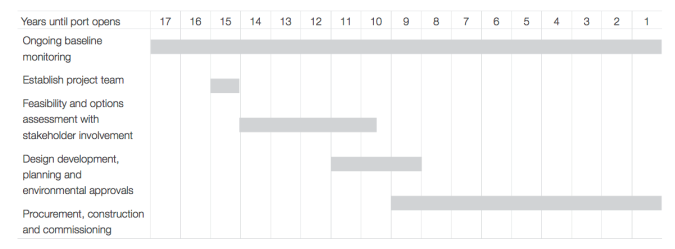 Years until port opens 17 16 15 14 13 12 11 10 9 8 7 6 5 4 3 2 1
Ongoing baseline
monitoring
Establish project team
Feasibility and options
assessment with
stakeholder involvement
Design development,
planning and
environmental approvals
Procurement, construction
and commissioning